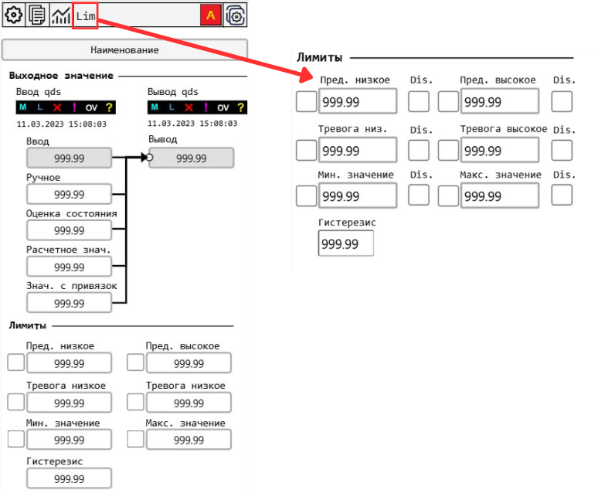 Lim
A
Наименование
Выходное значение
Ввод qds
Вывод qds
M L X ! OV ?
M L X ! OV ?
11.03.2023 15:08:03
11.03.2023 15:08:03
Ввод
Вывод
999.99
999.99
Ручное
999.99
Оценка состояния
999.99
Расчетное знач.
999.99
Знач. с привязок
999.99
Лимиты
Пред. низкое
Пред. высокое
999.99
999.99
Тревога низкое
Тревога низкое
999.99
999.99
Мин. значение
Макс. значение
999.99
999.99
Гистерезис
999.99
Лимиты
Пред. низкое Dis. Пред. высокое Dis.
999.99
999.99
Тревога низ. Dis. Тревога высокое Dis.
999.99
999.99
Мин. значение Dis. Макс. значение Dis.
999.99
999.99
Гистерезис
999.99